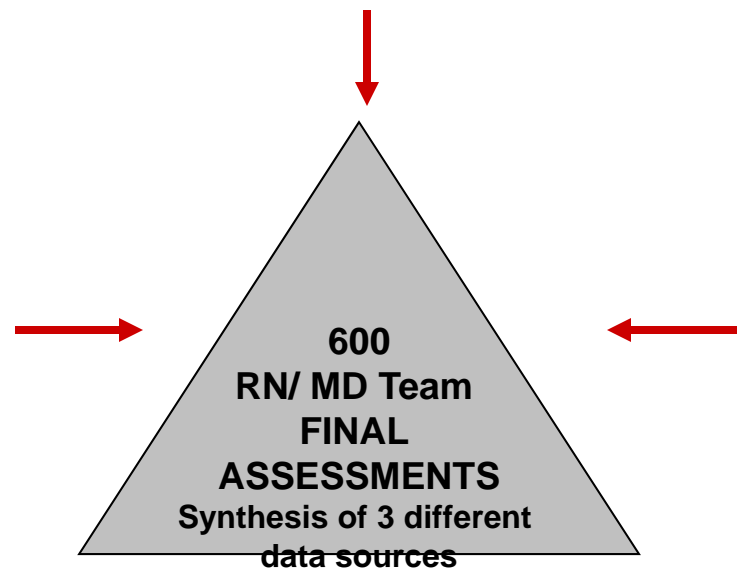 600
RN/ MD Team
FINAL
ASSESSMENTS
Synthesis of 3 different
data sources